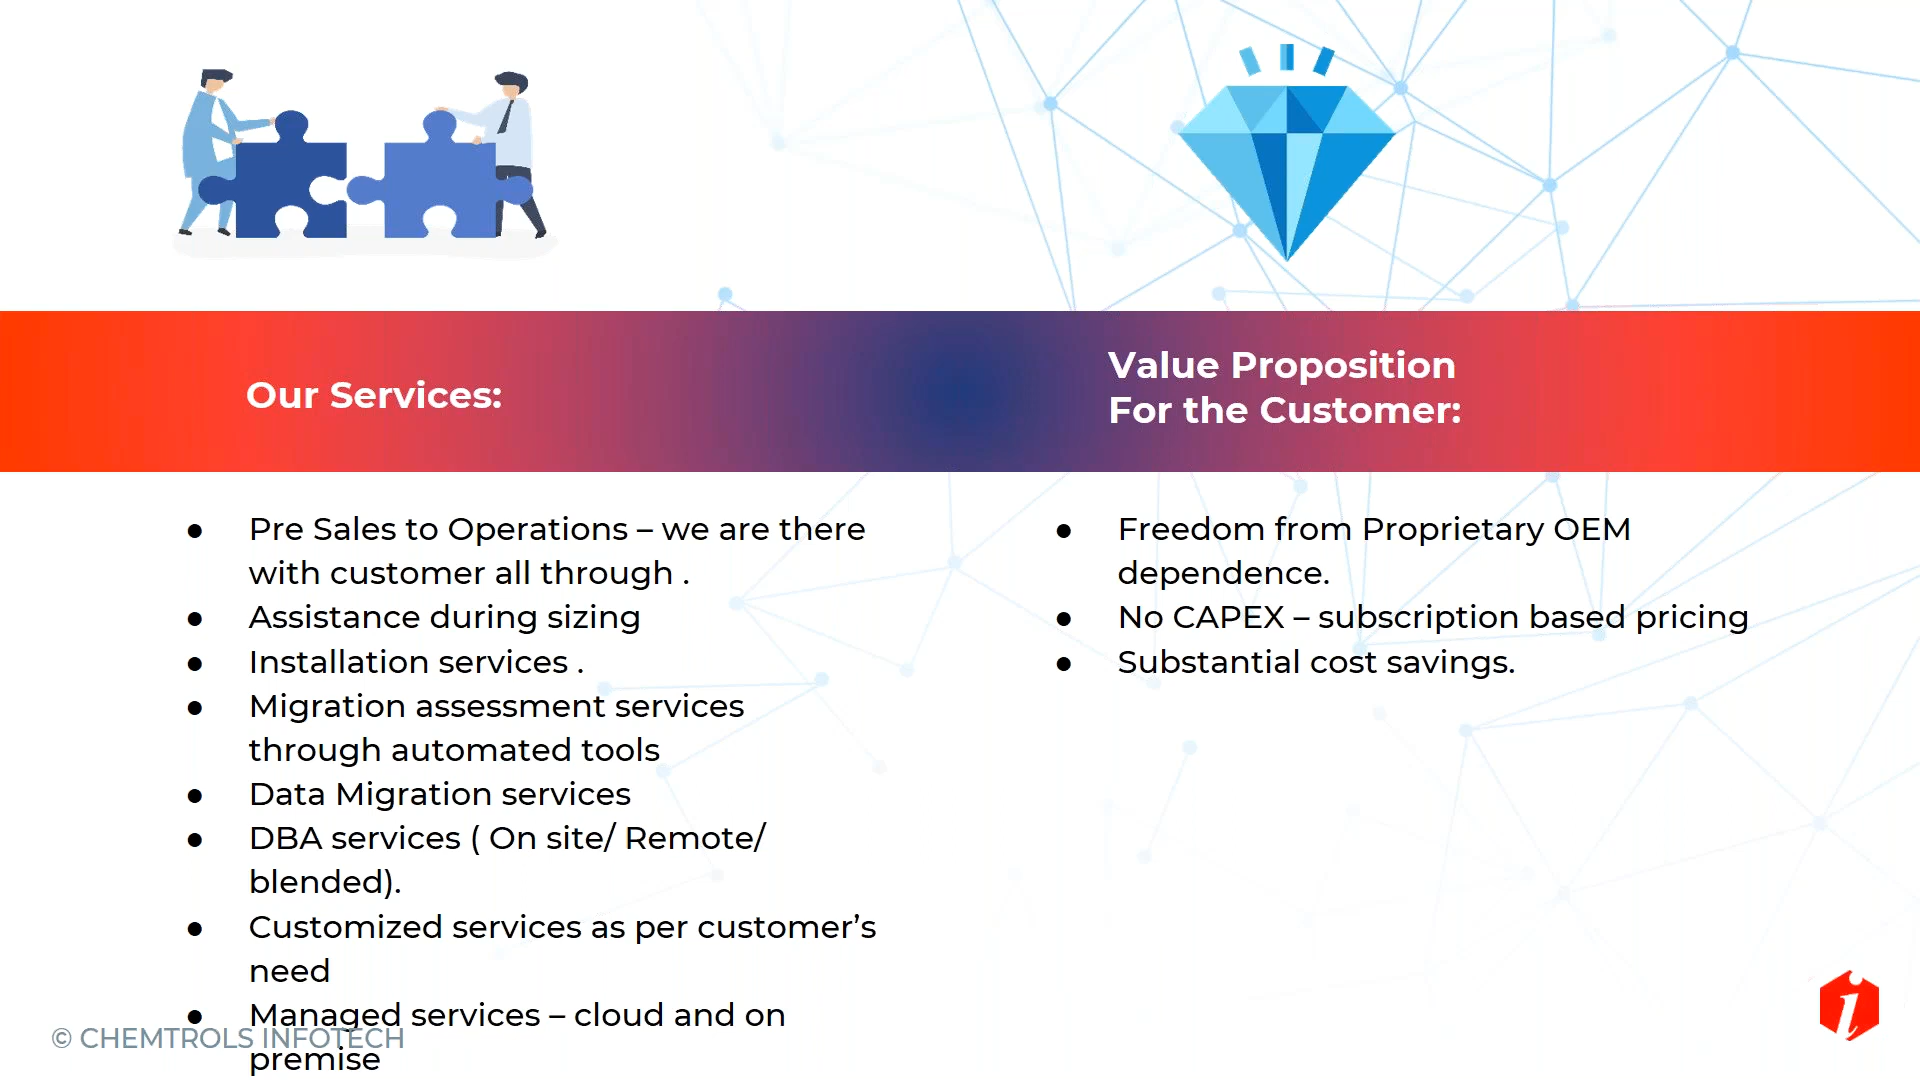 Our Services:
Value Proposition
For the Customer:
● Pre Sales to Operations – we are there
with customer all through .
● Assistance during sizing
● Installation services .
● Migration assessment services
through automated tools
● Data Migration services
● DBA services ( On site/ Remote/
blended).
● Customized services as per customer’s
need
● Managed services – cloud and on
premise
● Freedom from Proprietary OEM
dependence.
● No CAPEX – subscription based pricing
● Substantial cost savings.
© CHEMTROLS INFOTECH
i